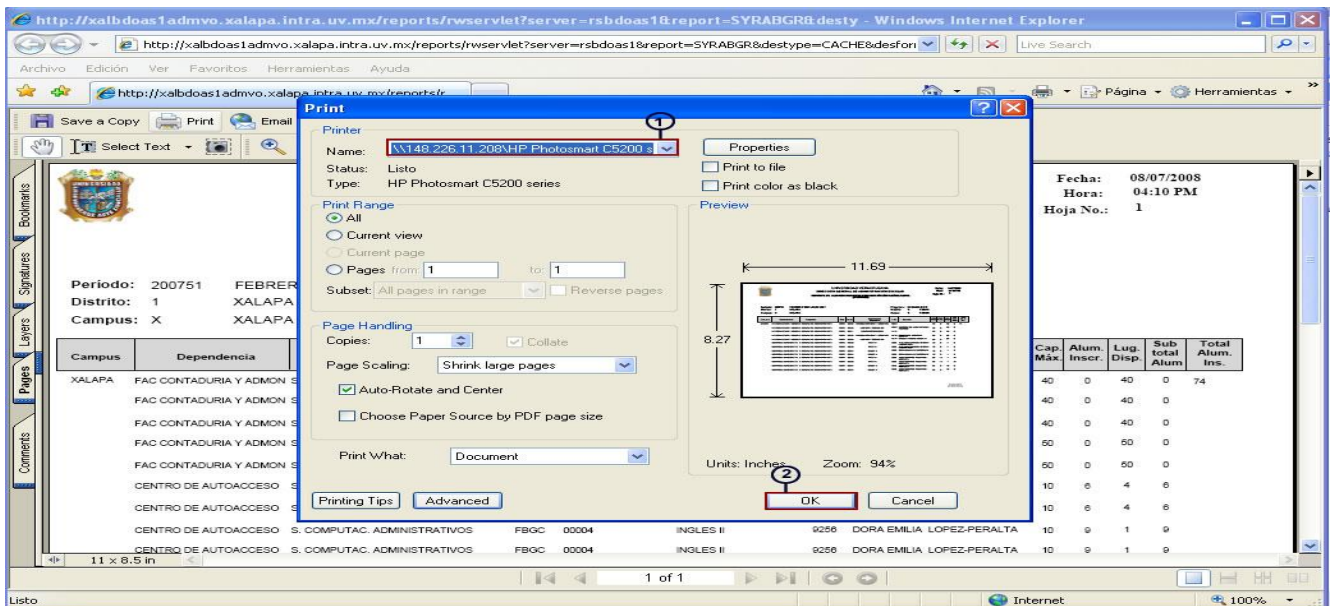 http://xalbdoas1admvo.xalapa.intra.uv.mx/reports/rwservlet?server=rsbdoas1&report=SYRABGR&desty - Windows Internet Explorer
http://xalbdoas1admvo.xalapa.intra.uv.mx/reports/rwservlet?server=rsbdoas1&report=SYRABGR&destype=CACHE&desfor
Live Search
Archivo Edición Ver Favoritos Herramientas Ayuda
http://xalbdoas1admvo.xalapa.intra.uv.mx/reports/r
Página Herramientas
Save a Copy Print Email
Select Text
Bookmarks
Signatures
Layers
Pages
Comments
Fecha: 08/07/2008
Hora: 04:10 PM
Hoja No.: 1
Periodo: 200751 FEBRER
Distrito: 1 XALAPA
Campus: X XALAPA
Print
1
Printer
Name: \\148.226.11.208\HP Photosmart C5200 s
Properties
Status: Listo
Print to file
Type: HP Photosmart C5200 series
Print color as black
Print Range
All
Current view
Current page
Pages from: 1 to: 1
Subset: All pages in range Reverse pages
Page Handling
Copies: 1 Collate
Page Scaling: Shrink large pages
Auto-Rotate and Center
Choose Paper Source by PDF page size
Print What: Document
Preview
11.69
8.27
Units: Inches Zoom: 94%
2
Printing Tips Advanced OK Cancel
Campus Dependencia Cap. Máx. Alum. Inscr. Lug. Disp. Sub total Alum Total Alum. Ins.
XALAPA FAC CONTADURIA Y ADMON S 40 0 40 0 74
FAC CONTADURIA Y ADMON S 40 0 40 0
FAC CONTADURIA Y ADMON S 40 0 40 0
FAC CONTADURIA Y ADMON S 50 0 50 0
FAC CONTADURIA Y ADMON S 50 0 50 0
CENTRO DE AUTOACCESO S 10 6 4 6
CENTRO DE AUTOACCESO S 10 6 4 6
CENTRO DE AUTOACCESO S. COMPUTAC. ADMINISTRATIVOS FBGC 00004 INGLES II 9256 DORA EMILIA LOPEZ-PERALTA 10 9 1 9
CENTRO DE AUTOACCESO S. COMPUTAC. ADMINISTRATIVOS FBGC 00004 INGLES II 9256 DORA EMILIA LOPEZ-PERALTA 10 9 1 9
11 x 8.5 in
1 of 1
Listo Internet 100%